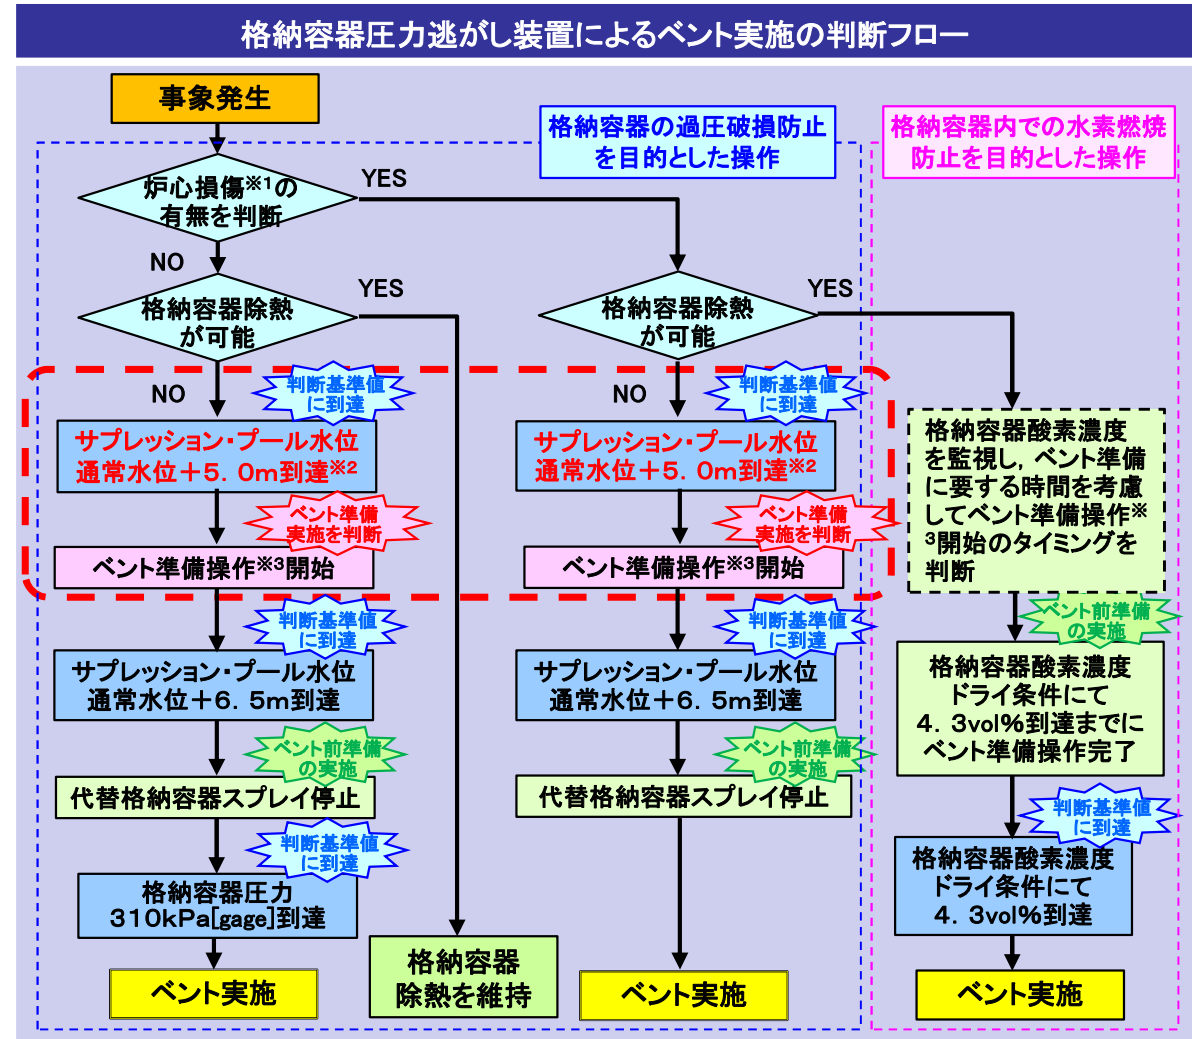 格納容器圧力逃がし装置によるベント実施の判断フロー
事象発生
格納容器の過圧破損防止
を目的とした操作
格納容器内での水素燃焼
防止を目的とした操作
炉心損傷※1の
有無を判断
YES
NO
格納容器除熱
が可能
YES
格納容器除熱
が可能
YES
NO
判断基準値
に到達
NO
判断基準値
に到達
サプレッション・プール水位
通常水位＋5．0m到達※2
サプレッション・プール水位
通常水位＋5．0m到達※2
格納容器酸素濃度
を監視し，ベント準備
に要する時間を考慮
してベント準備操作※
3開始のタイミングを
判断
ベント準備
実施を判断
ベント準備
実施を判断
ベント準備操作※3開始
ベント準備操作※3開始
判断基準値
に到達
判断基準値
に到達
ベント前準備
の実施
サプレッション・プール水位
通常水位＋6．5m到達
サプレッション・プール水位
通常水位＋6．5m到達
格納容器酸素濃度
ドライ条件にて
4．3vol%到達までに
ベント準備操作完了
ベント前準備
の実施
ベント前準備
の実施
代替格納容器スプレイ停止
代替格納容器スプレイ停止
判断基準値
に到達
判断基準値
に到達
格納容器圧力
310kPa[gage]到達
格納容器酸素濃度
ドライ条件にて
4．3vol%到達
ベント実施
格納容器
除熱を維持
ベント実施
ベント実施